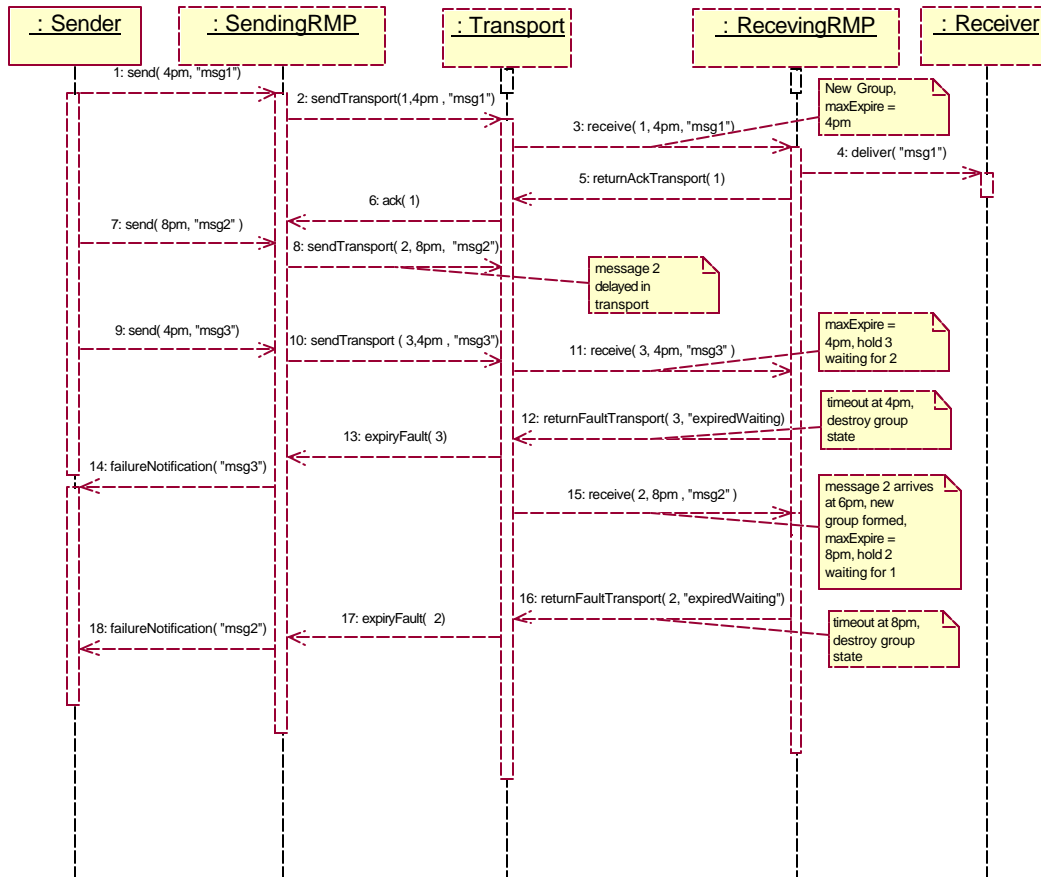 : Sender
: SendingRMP
: Transport
: RecevingRMP
: Receiver
1: send( 4pm, "msg1")
2: sendTransport(1,4pm , "msg1")
New Group,
maxExpire =
4pm
3: receive( 1, 4pm, "msg1")
4: deliver( "msg1")
5: returnAckTransport( 1)
6: ack( 1)
7: send( 8pm, "msg2" )
8: sendTransport( 2, 8pm,  "msg2")
message 2
delayed in
transport
9: send( 4pm, "msg3")
10: sendTransport ( 3,4pm , "msg3")
11: receive( 3, 4pm, "msg3" )
maxExpire =
4pm, hold 3
waiting for 2
12: returnFaultTransport( 3, "expiredWaiting)
timeout at 4pm,
destroy group
state
13: expiryFault( 3)
14: failureNotification( "msg3")
15: receive( 2, 8pm , "msg2" )
message 2 arrives
at 6pm, new
group formed,
maxExpire =
8pm, hold 2
waiting for 1
16: returnFaultTransport( 2, "expiredWaiting")
17: expiryFault(  2)
18: failureNotification( "msg2")
timeout at 8pm,
destroy group
state